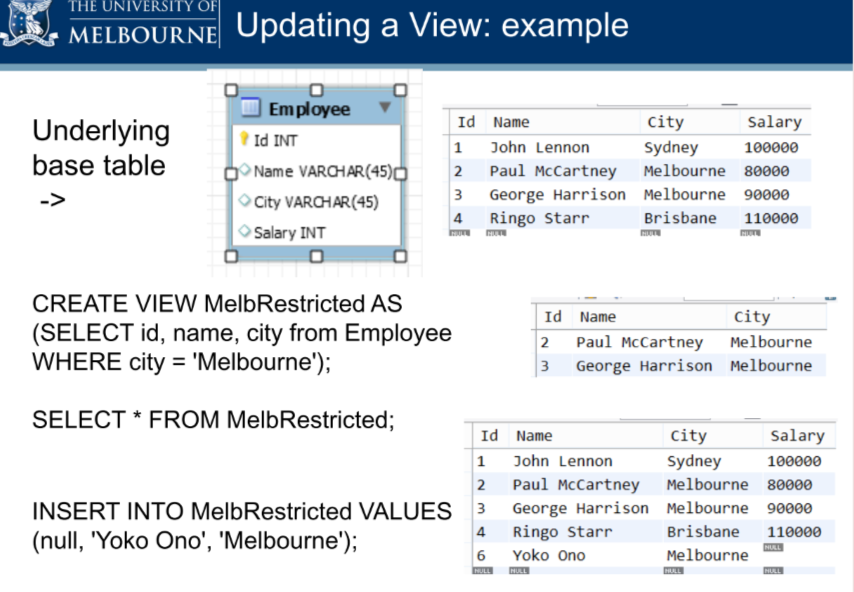 THE UNIVERSITY OF
MELBOURNE
Updating a View: example
Underlying
base table
->
Employee
Id INT
Name VARCHAR(45)
City VARCHAR(45)
Salary INT
Id Name City Salary
1 John Lennon Sydney 100000
2 Paul McCartney Melbourne 80000
3 George Harrison Melbourne 90000
4 Ringo Starr Brisbane 110000
NULL NULL NULL NULL
CREATE VIEW MelbRestricted AS
(SELECT id, name, city from Employee
WHERE city = 'Melbourne');
Id Name City
2 Paul McCartney Melbourne
3 George Harrison Melbourne
SELECT * FROM MelbRestricted;
INSERT INTO MelbRestricted VALUES
(null, 'Yoko Ono', 'Melbourne');
Id Name City Salary
1 John Lennon Sydney 100000
2 Paul McCartney Melbourne 80000
3 George Harrison Melbourne 90000
4 Ringo Starr Brisbane 110000
6 Yoko Ono Melbourne NULL
NULL NULL NULL NULL